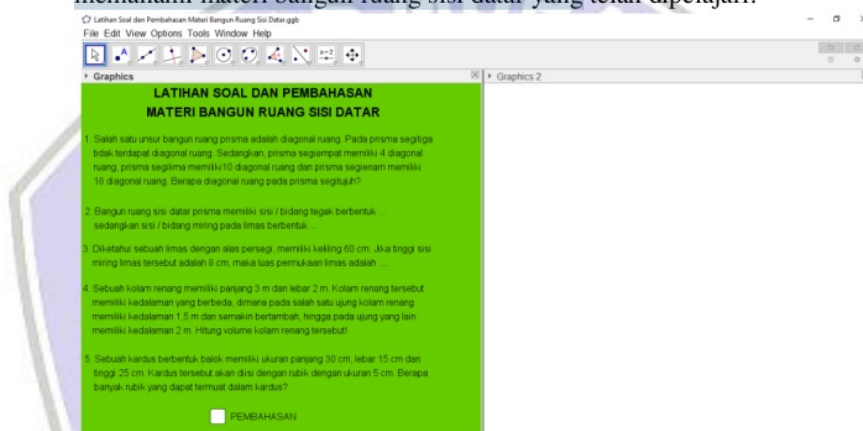 memahami materi bangun ruang sisi datar yang telah dipelajari.
Latihan Soal dan Pembahasan Materi Bangun Ruang Sisi Datar.ggb
File Edit View Options Tools Window Help
a=2
Graphics
Graphics 2
LATIHAN SOAL DAN PEMBAHASAN
MATERI BANGUN RUANG SISI DATAR
1. Salah satu unsur bangun ruang prisma adalah diagonal ruang. Pada prisma segitiga
tidak terdapat diagonal ruang. Sedangkan, prisma segiempat memiliki 4 diagonal
ruang, prisma segilima memiliki10 diagonal ruang dan prisma segienam memiliki
18 diagonal ruang. Berapa diagonal ruang pada prisma segitujuh?
2. Bangun ruang sisi datar prisma memiliki sisi / bidang tegak berbentuk ...
sedangkan sisi / bidang miring pada limas berbentuk ...
3. Diketahui sebuah limas dengan alas persegi, memiliki keliling 60 cm. Jika tinggi sisi
miring limas tersebut adalah 8 cm, maka luas permukaan limas adalah ...
4. Sebuah kolam renang memiliki panjang 3 m dan lebar 2 m. Kolam renang tersebut
memiliki kedalaman yang berbeda, dimana pada salah satu ujung kolam renang
memiliki kedalaman 1,5 m dan semakin bertambah, hingga pada ujung yang lain
memiliki kedalaman 2 m. Hitung volume kolam renang tersebut!
5. Sebuah kardus berbentuk balok memiliki ukuran panjang 30 cm, lebar 15 cm dan
tinggi 25 cm. Kardus tersebut akan diisi dengan rubik dengan ukuran 5 cm. Berapa
banyak rubik yang dapat termuat dalam kardus?
PEMBAHASAN